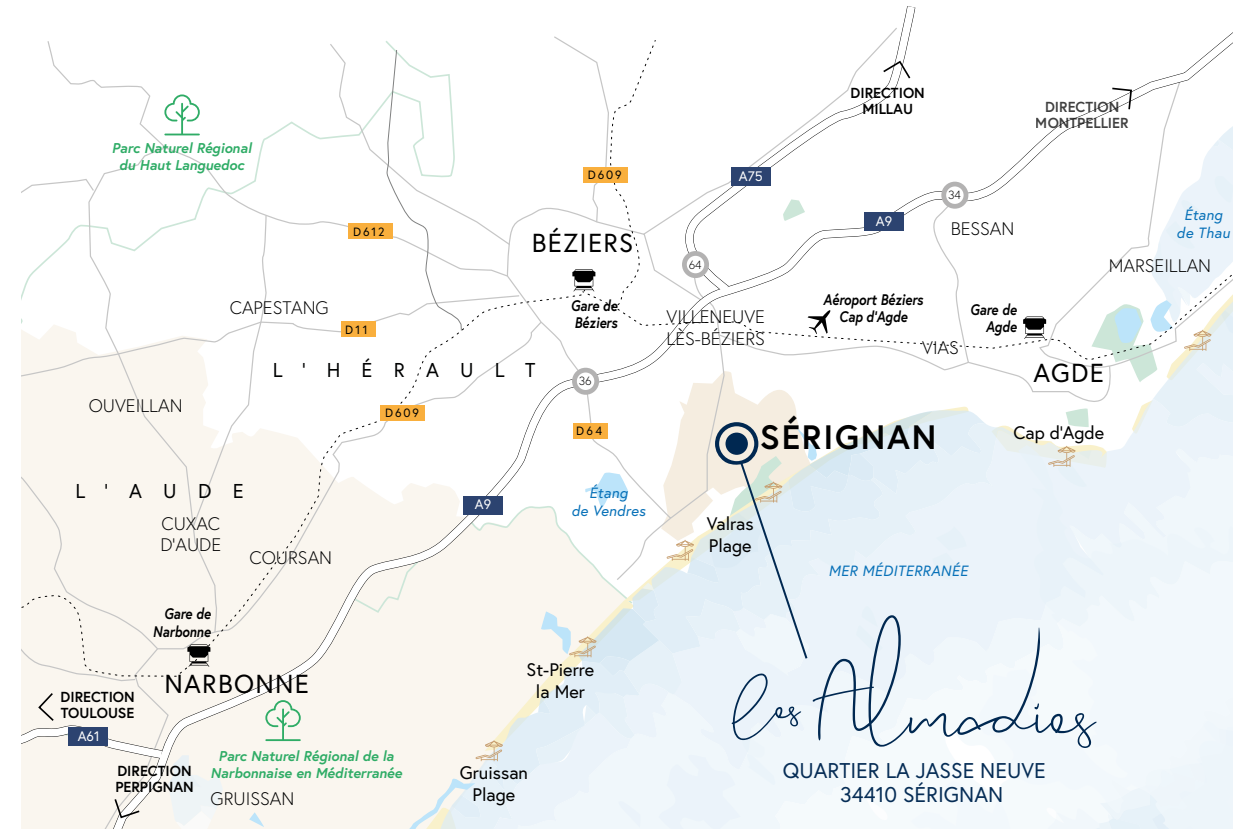 DIRECTION
MILLAU
DIRECTION
MONTPELLIER
Parc Naturel Régional
du Haut Languedoc
D609
A75
34
A9
Étang
de Thau
D612
BESSAN
BÉZIERS
64
MARSEILLAN
CAPESTANG
Gare de
Béziers
Aéroport Béziers
Cap d'Agde
Gare de
Agde
D11
VILLENEUVE
LÈS-BÉZIERS
VIAS
L'HÉRAULT
36
AGDE
OUVEILLAN
D609
D64
SÉRIGNAN
Cap d'Agde
L'AUDE
A9
Étang
de Vendres
CUXAC
D'AUDE
Valras
Plage
COURSAN
MER MÉDITERRANÉE
Gare de
Narbonne
St-Pierre
la Mer
NARBONNE
DIRECTION
TOULOUSE
les Almadies
A61
Parc Naturel Régional de la
Narbonnaise en Méditerranée
DIRECTION
PERPIGNAN
GRUISSAN
Gruissan
Plage
QUARTIER LA JASSE NEUVE
34410 SÉRIGNAN